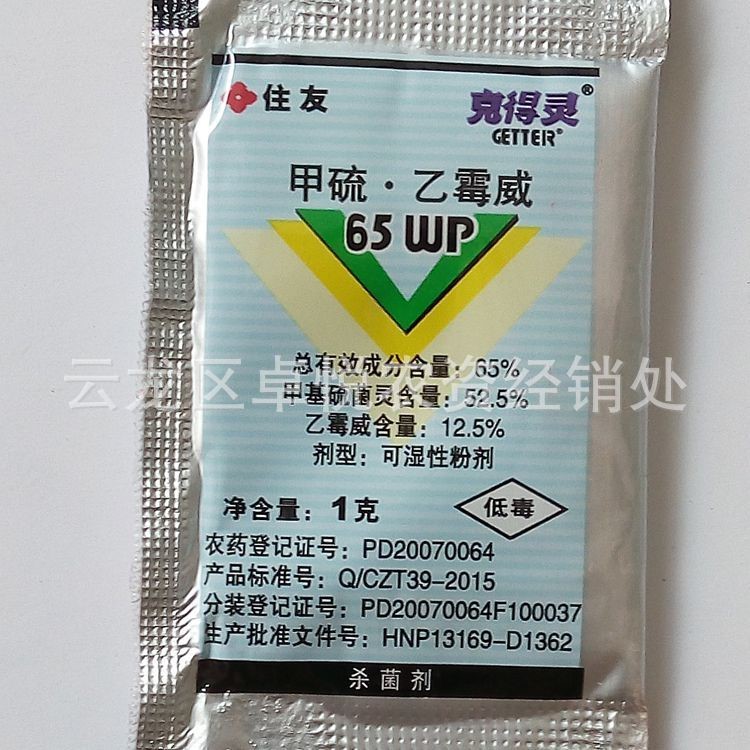 住友
克得灵®
GETTER®
甲硫·乙霉威
65 WP
总有效成分含量：65%
甲基硫菌灵含量：52.5%
乙霉威含量：12.5%
剂型：可湿性粉剂
净含量：1克
低毒
农药登记证号：PD20070064
产品标准号：Q/CZT39-2015
分装登记证号：PD20070064F100037
生产批准文件号：HNP13169-D1362
杀菌剂
云龙区卓 农资经销处